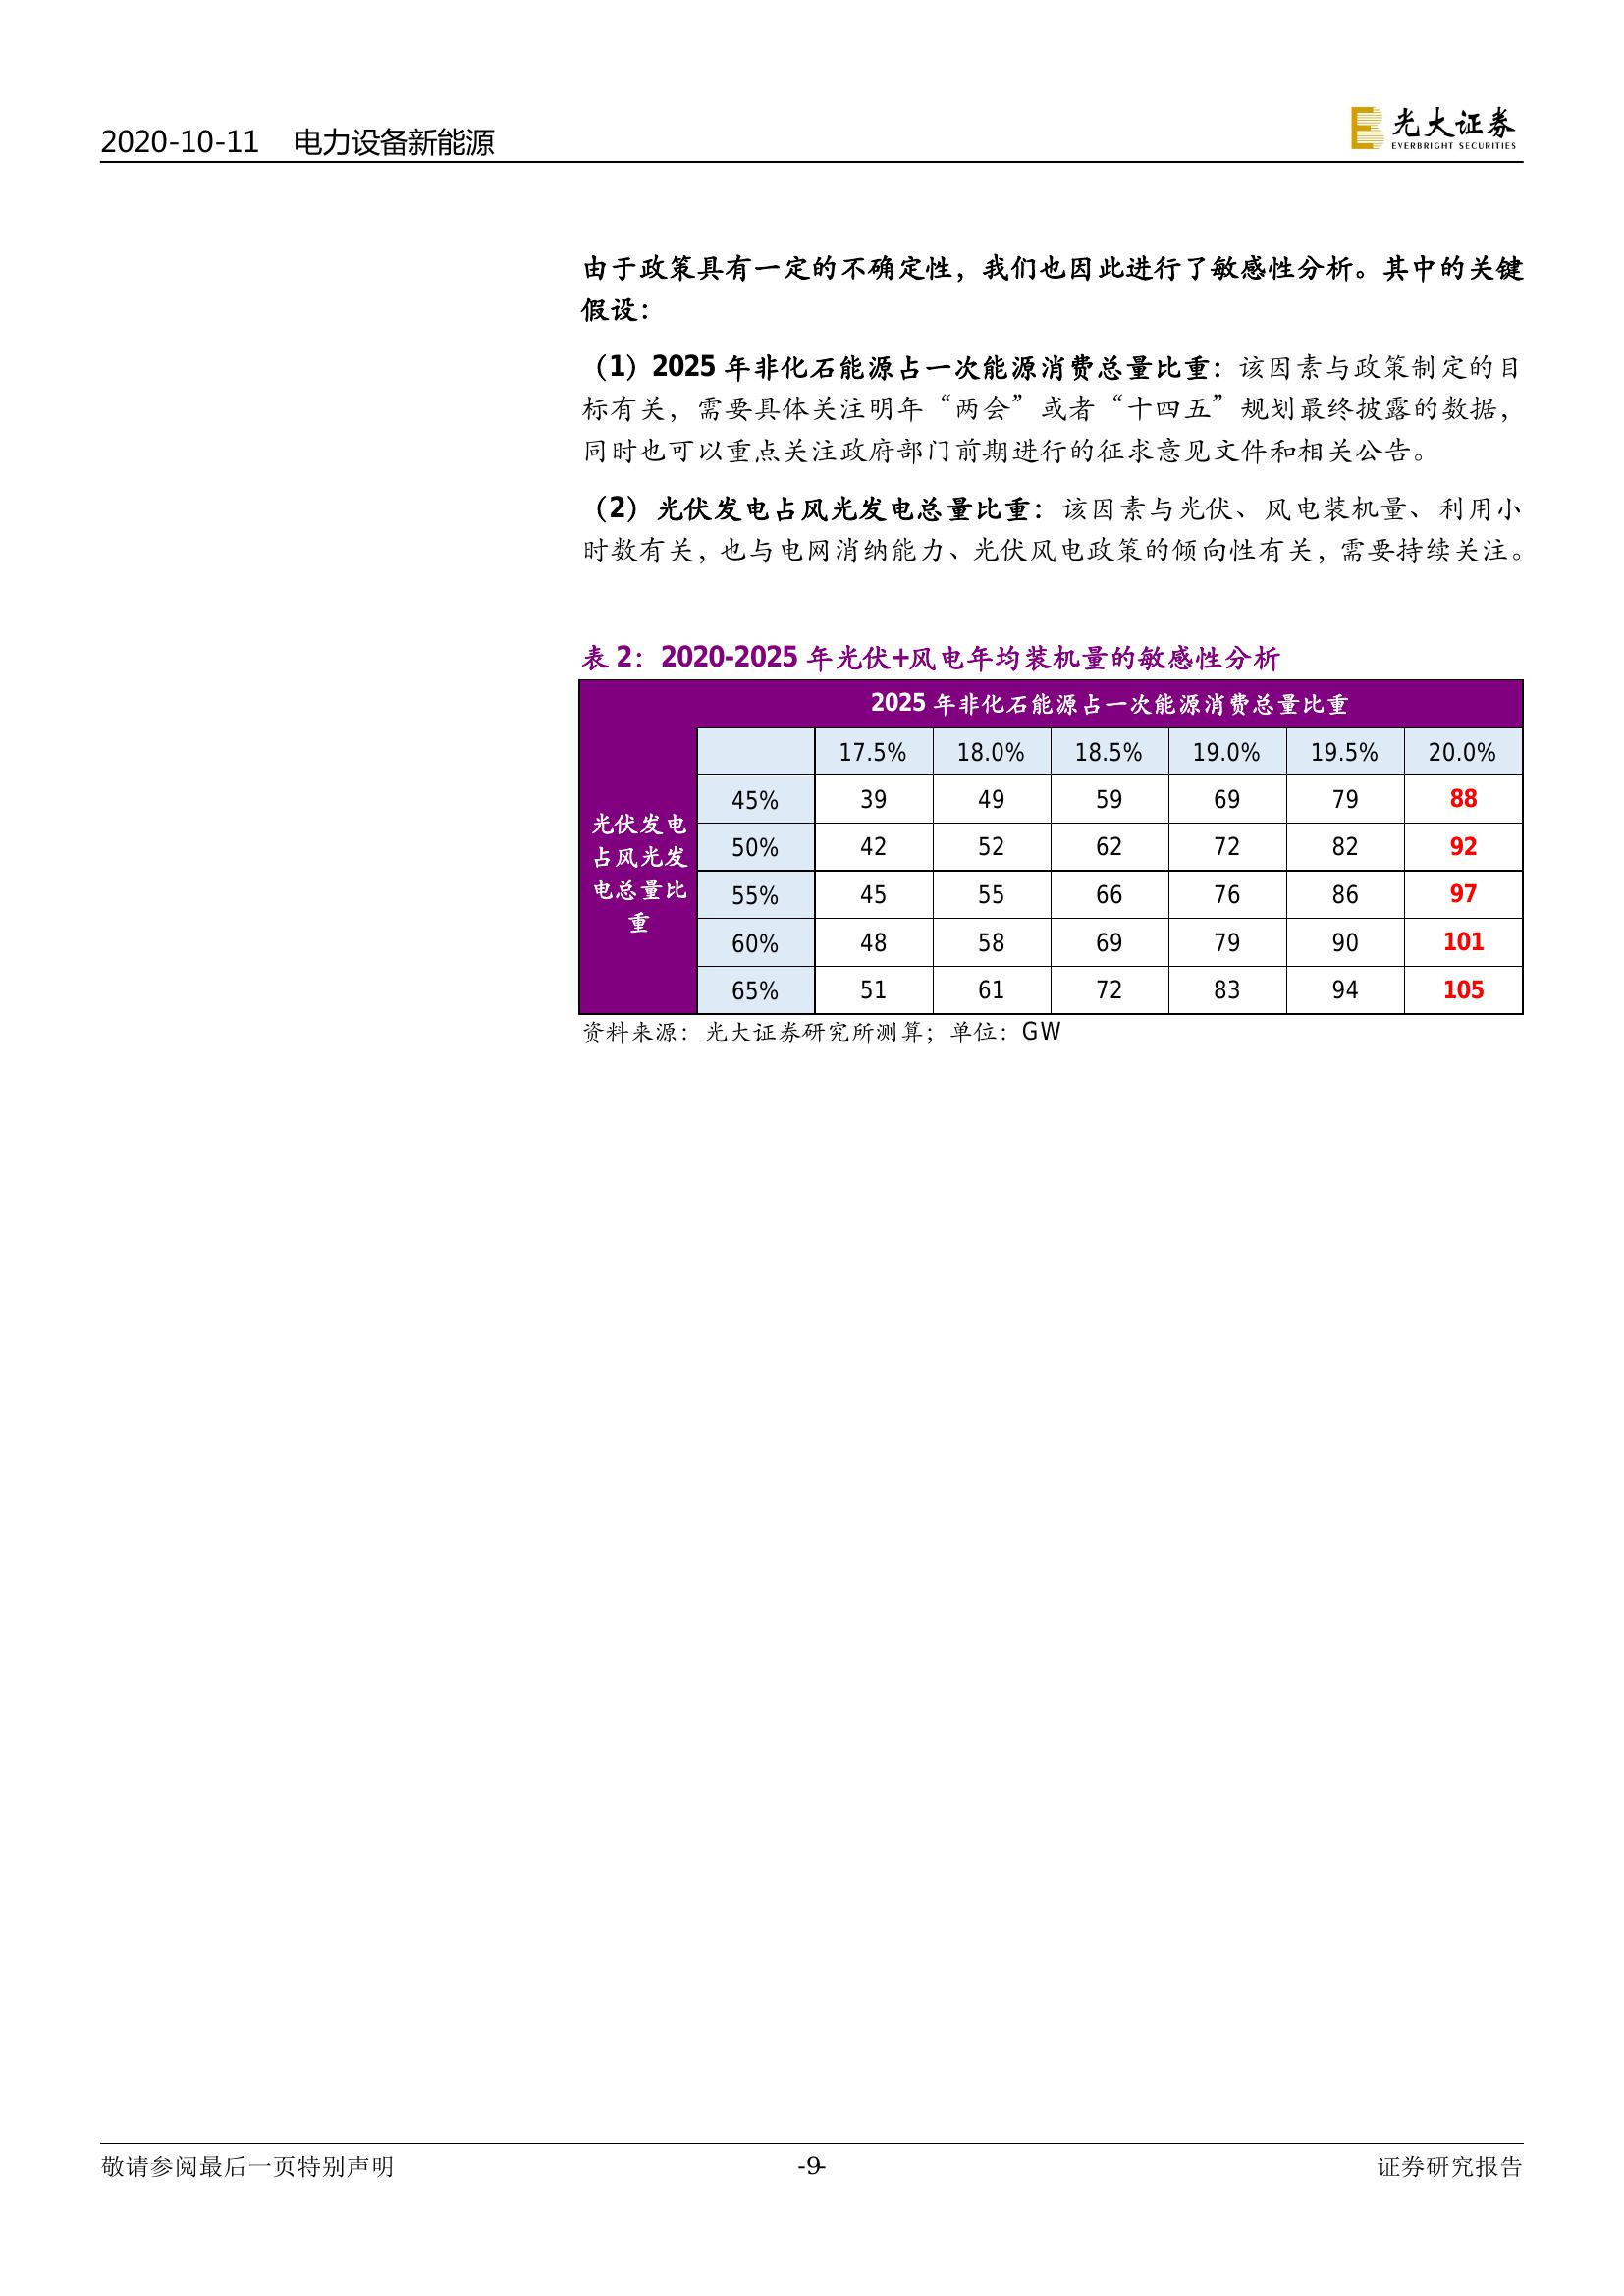 2020-10-11 电力设备新能源
光大证券
EVERBRIGHT SECURITIES
由于政策具有一定的不确定性，我们也因此进行了敏感性分析。其中的关键
假设：
（1）2025 年非化石能源占一次能源消费总量比重：该因素与政策制定的目
标有关，需要具体关注明年“两会”或者“十四五”规划最终披露的数据，
同时也可以重点关注政府部门前期进行的征求意见文件和相关公告。
（2）光伏发电占风光发电总量比重：该因素与光伏、风电装机量、利用小
时数有关，也与电网消纳能力、光伏风电政策的倾向性有关，需要持续关注。
表 2：2020-2025 年光伏+风电年均装机量的敏感性分析
2025 年非化石能源占一次能源消费总量比重
17.5% 18.0% 18.5% 19.0% 19.5% 20.0%
光伏发电
占风光发
电总量比
重
45% 39 49 59 69 79 88
50% 42 52 62 72 82 92
55% 45 55 66 76 86 97
60% 48 58 69 79 90 101
65% 51 61 72 83 94 105
资料来源：光大证券研究所测算；单位：GW
敬请参阅最后一页特别声明 -9- 证券研究报告